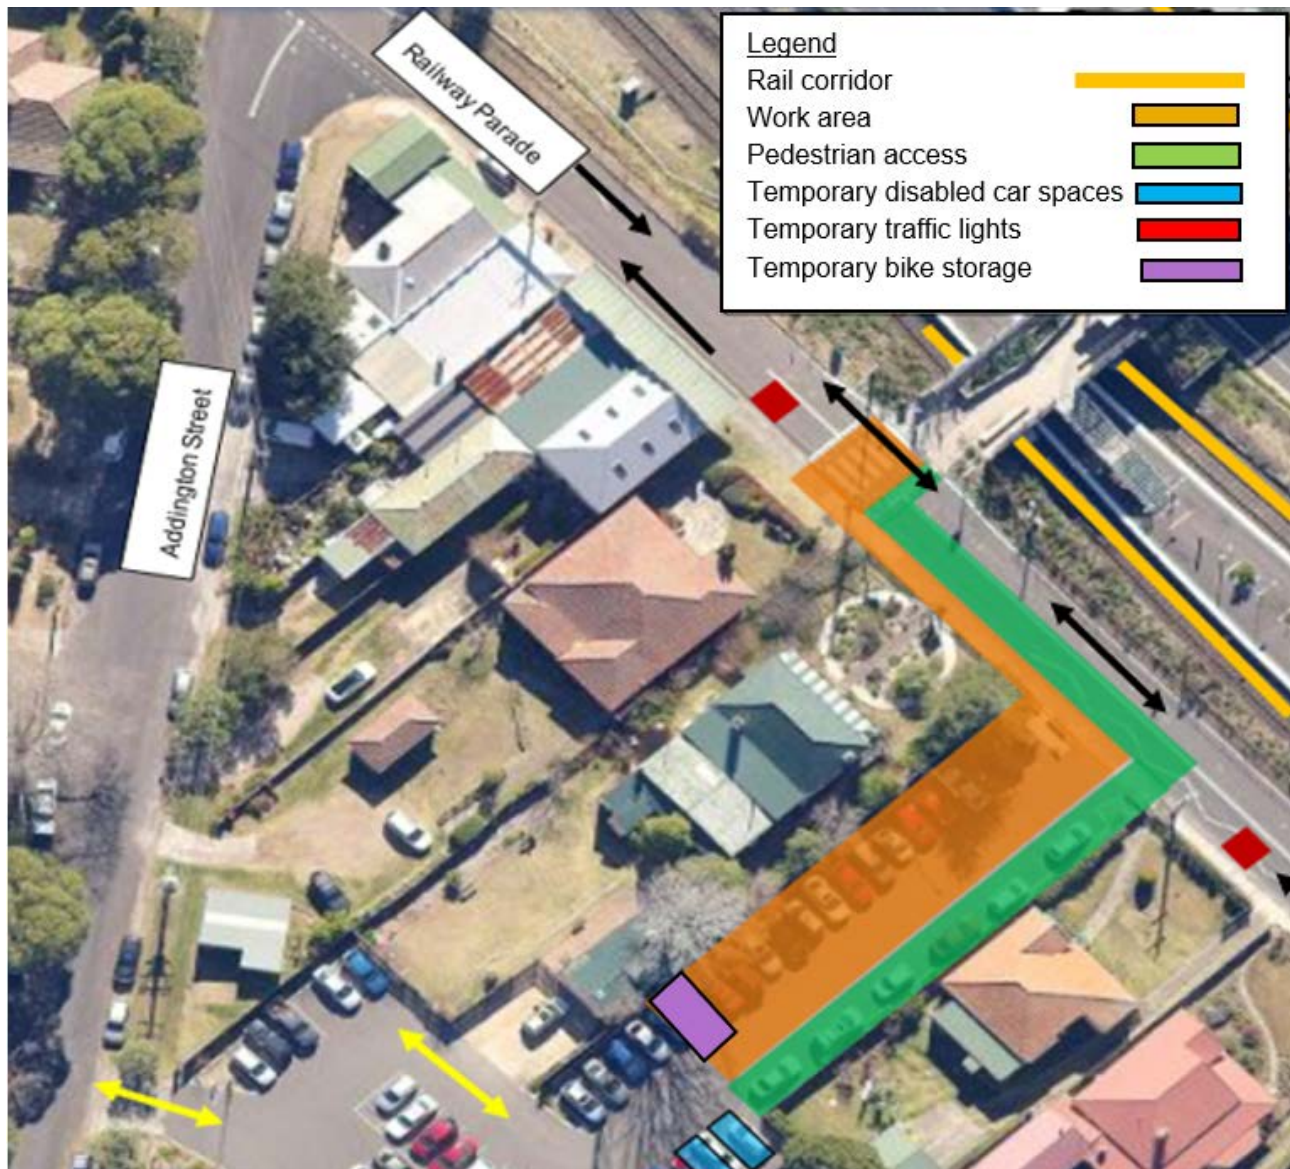 Railway Parade
Legend
Rail corridor
Work area
Pedestrian access
Temporary disabled car spaces
Temporary traffic lights
Temporary bike storage
Addington Street